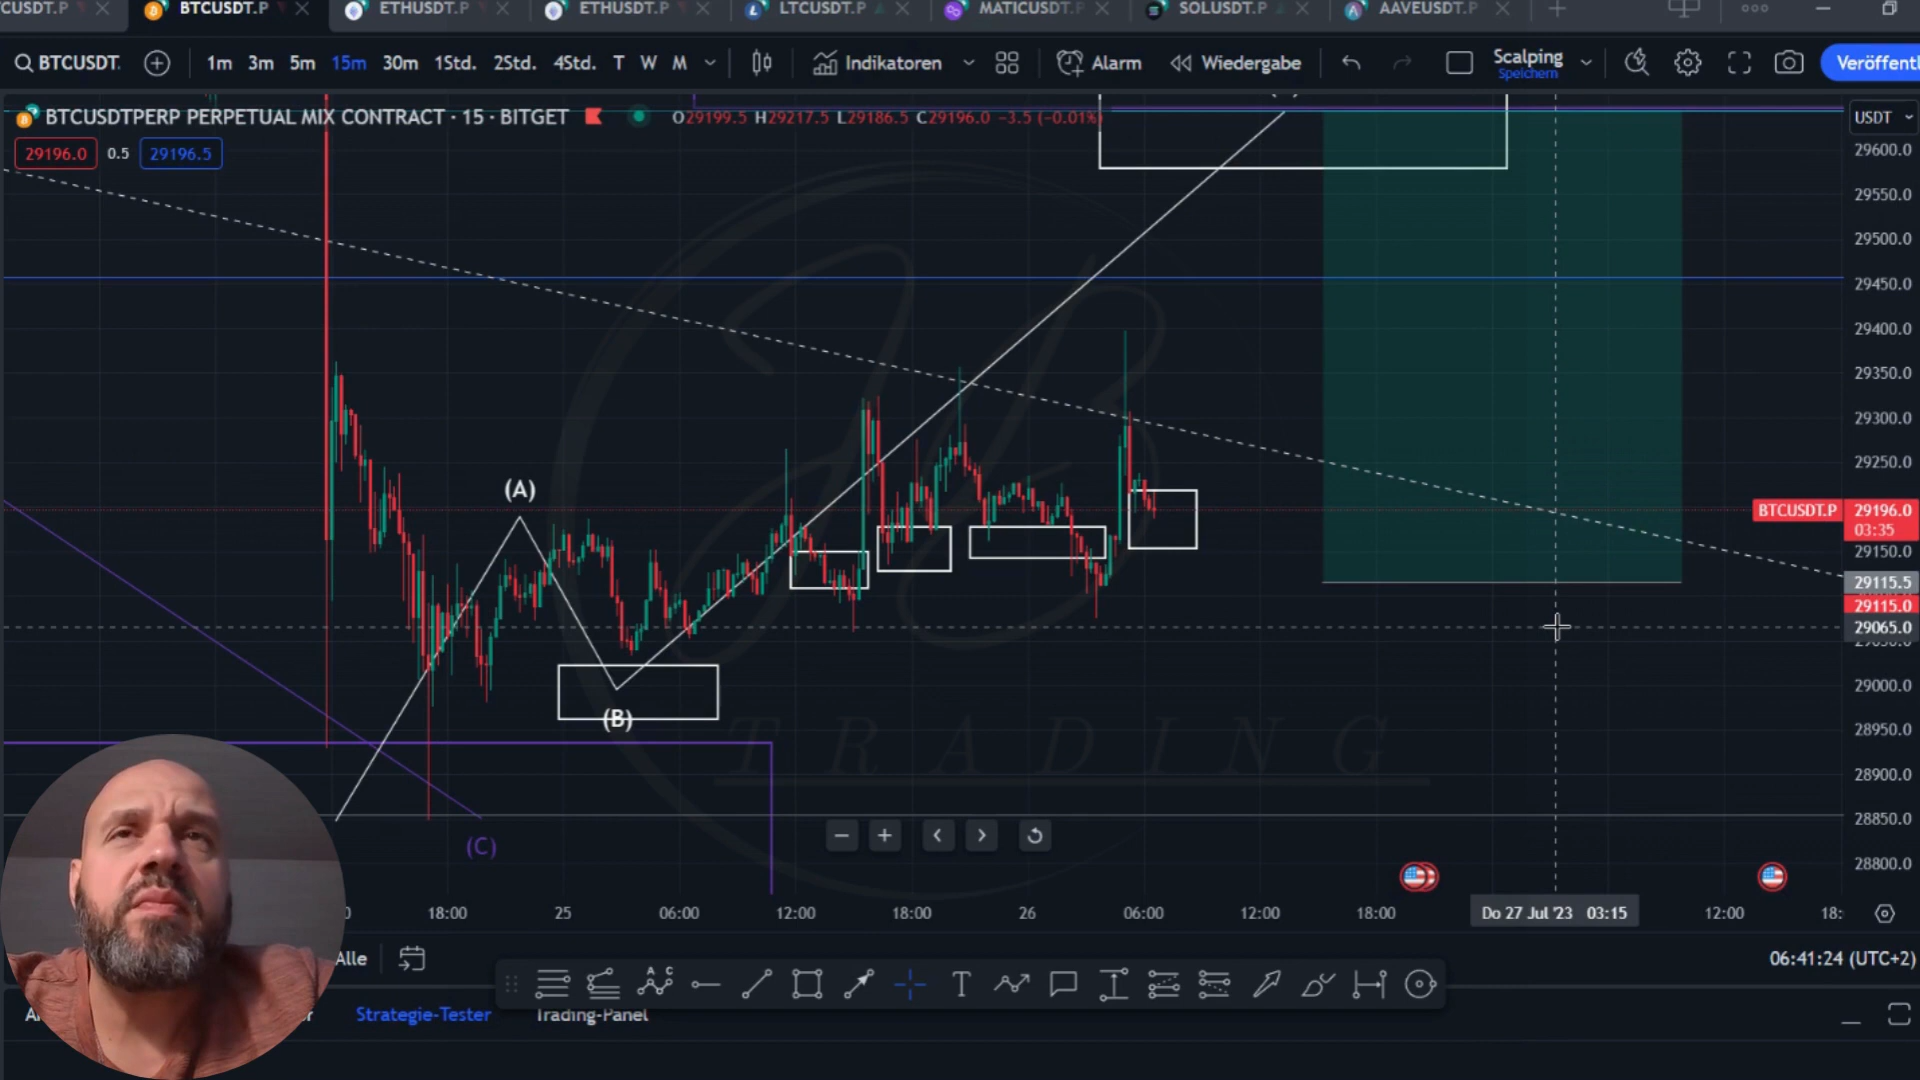 CUSDT.P BTCUSDT.P ETHUSDT.P ETHUSDT.P LTCUSDT.P MATICUSDT.P SOLUSDT.P AAVEUSDT.P
BTCUSDT. 1m 3m 5m 15m 30m 1Std. 2Std. 4Std. T W M Indikatoren Alarm Wiedergabe Scalping Veröffentl
Speichern
BTCUSDTPERP PERPETUAL MIX CONTRACT · 15 · BITGET O29199.5 H29217.5 L29186.5 C29196.0 −3.5 (−0.01%)
USDT
29196.0 0.5 29196.5
29600.0
29550.0
29500.0
29450.0
29400.0
29350.0
29300.0
29250.0
(A)
BTCUSDT.P 29196.0
03:35
29150.0
29115.5
29115.0
29065.0
29000.0
(B)
TRADING
28950.0
28900.0
28850.0
(C)
28800.0
18:00 25 06:00 12:00 18:00 26 06:00 12:00 18:00 Do 27 Jul '23 03:15 12:00 18:
Alle
06:41:24 (UTC+2)
Strategie-Tester Trading-Panel